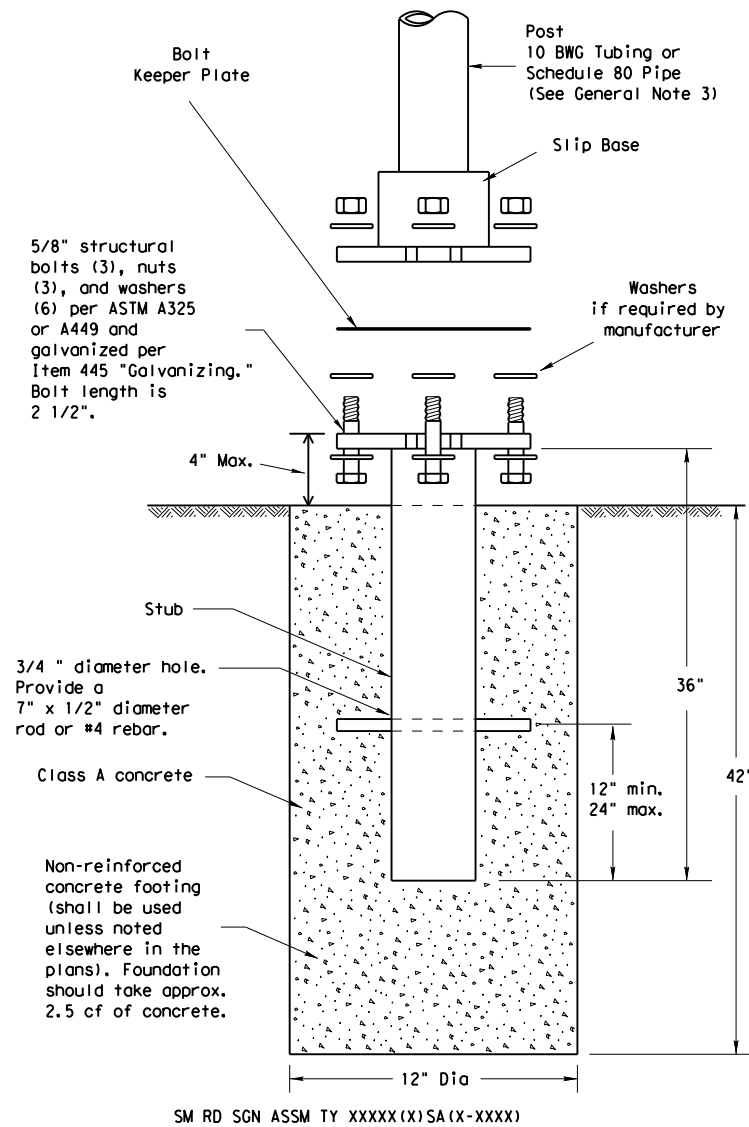 Bolt
Keeper Plate
Post
10 BWG Tubing or
Schedule 80 Pipe
(See General Note 3)
Slip Base
5/8" structural
bolts (3), nuts
(3), and washers
(6) per ASTM A325
or A449 and
galvanized per
Item 445 "Galvanizing."
Bolt length is
2 1/2".
Washers
if required by
manufacturer
4" Max.
Stub
3/4 " diameter hole.
Provide a
7" x 1/2" diameter
rod or #4 rebar.
36"
Class A concrete
12" min.
24" max.
42"
Non-reinforced
concrete footing
(shall be used
unless noted
elsewhere in the
plans). Foundation
should take approx.
2.5 cf of concrete.
12" Dia
SM RD SGN ASSM TY XXXXX(X)SA(X-XXXX)